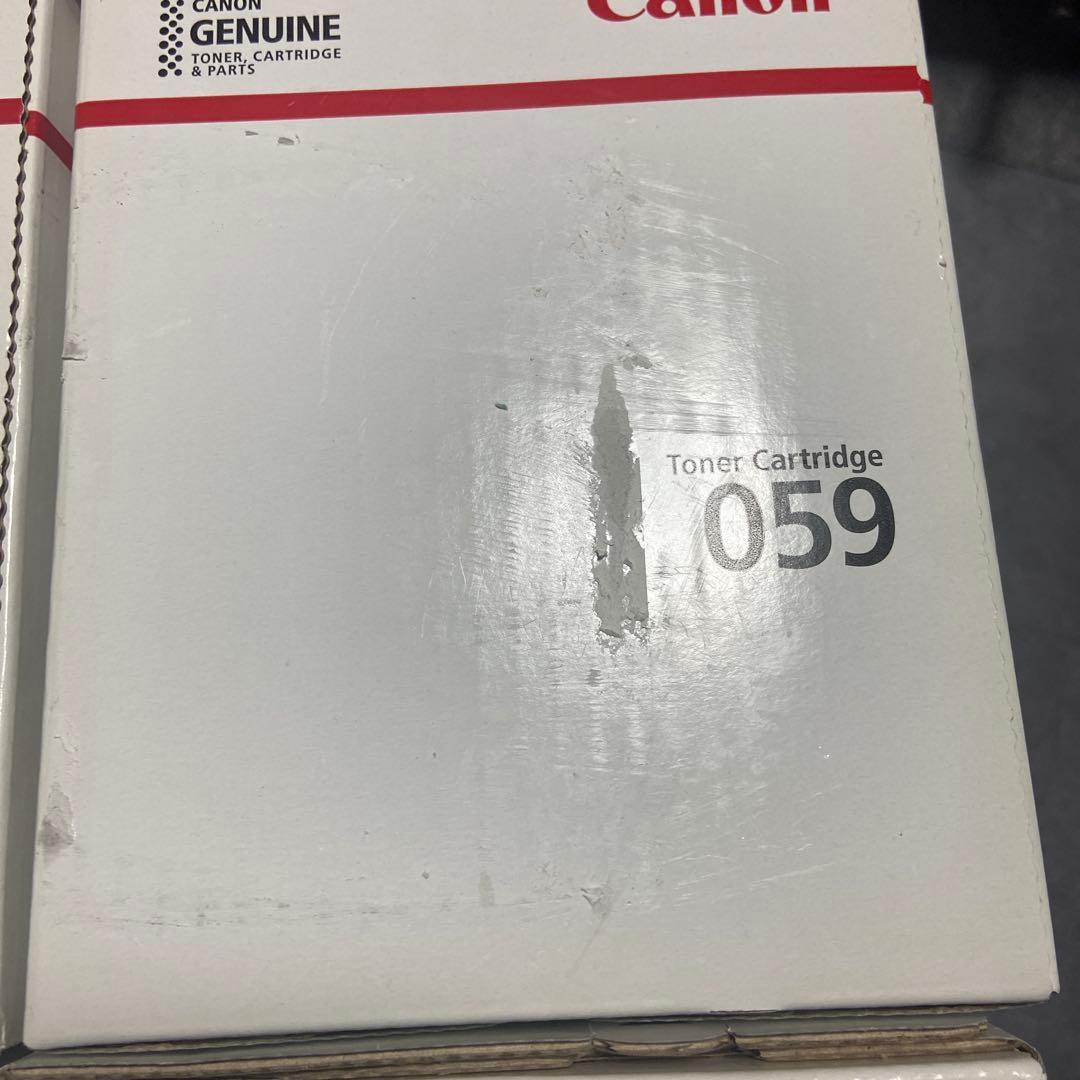 CANON
GENUINE
TONER, CARTRIDGE
& PARTS
Canon
Toner Cartridge
059